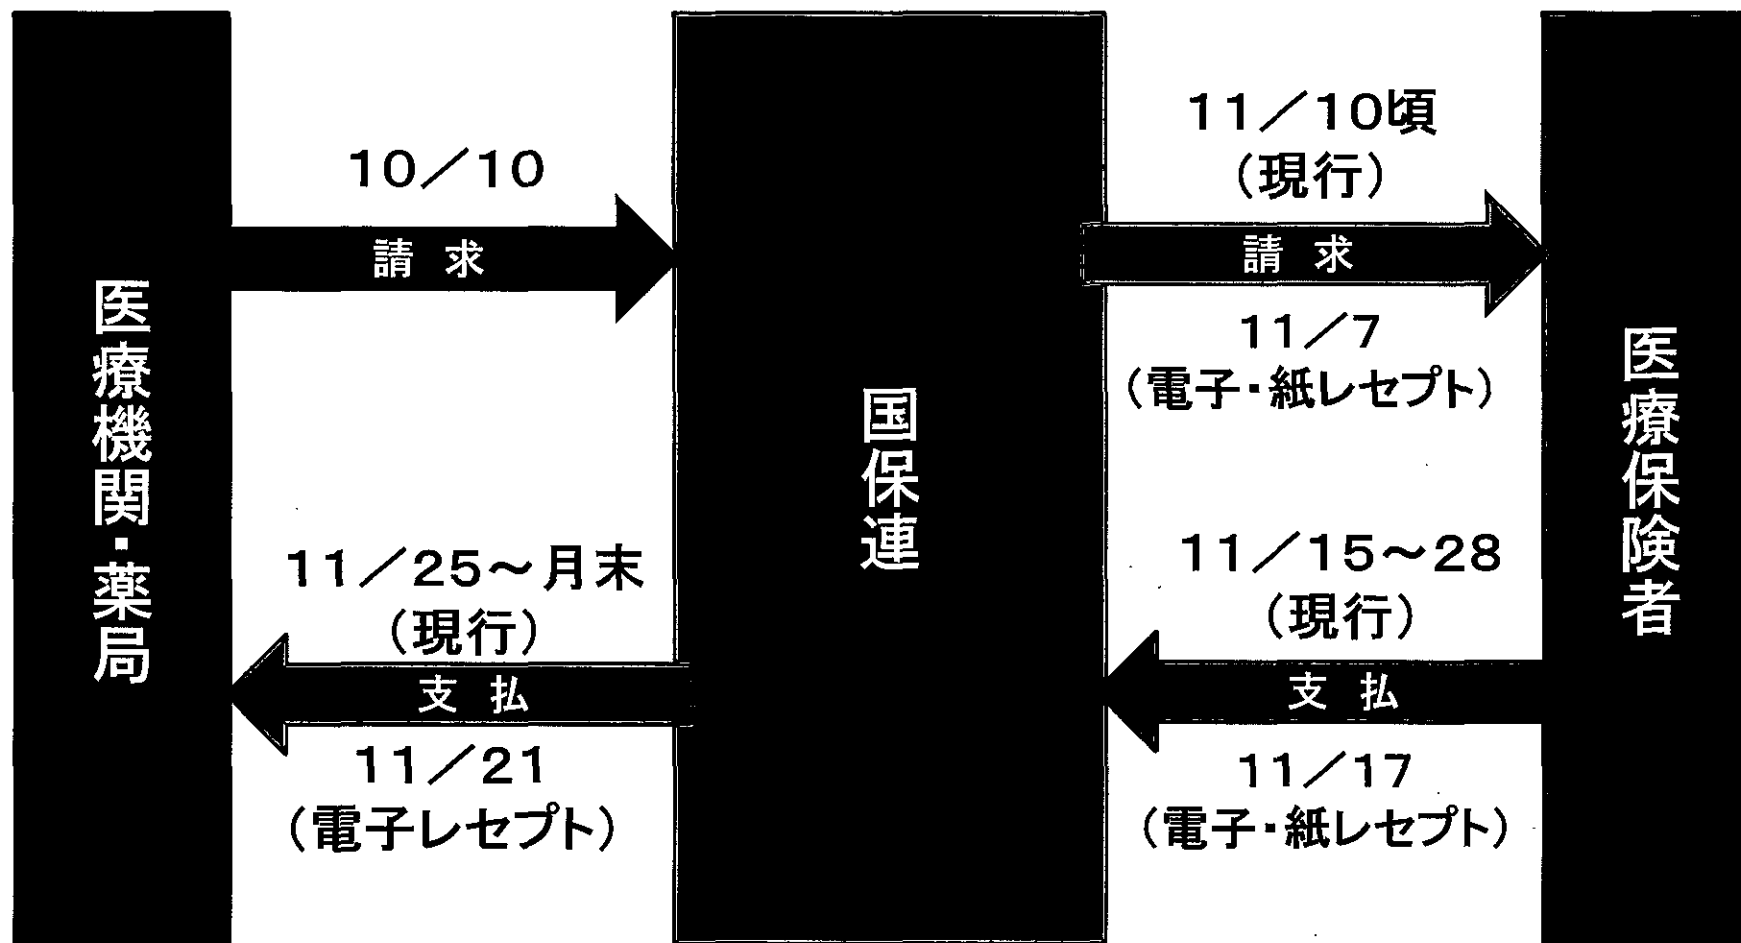 医療機関・薬局
10／10
請 求
11／25～月末
（現行）
支 払
11／21
（電子レセプト）
国保連
11／10頃
（現行）
請 求
11／7
（電子・紙レセプト）
11／15～28
（現行）
支 払
11／17
（電子・紙レセプト）
医療保険者